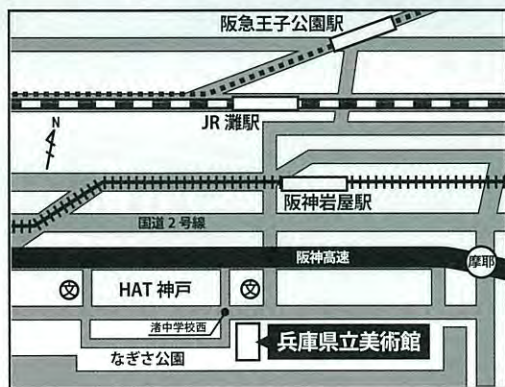 阪急王子公園駅
JR 灘駅
N
阪神岩屋駅
国道2号線
阪神高速
摩耶
文
HAT 神戸
文
渚中学校西
兵庫県立美術館
なぎさ公園